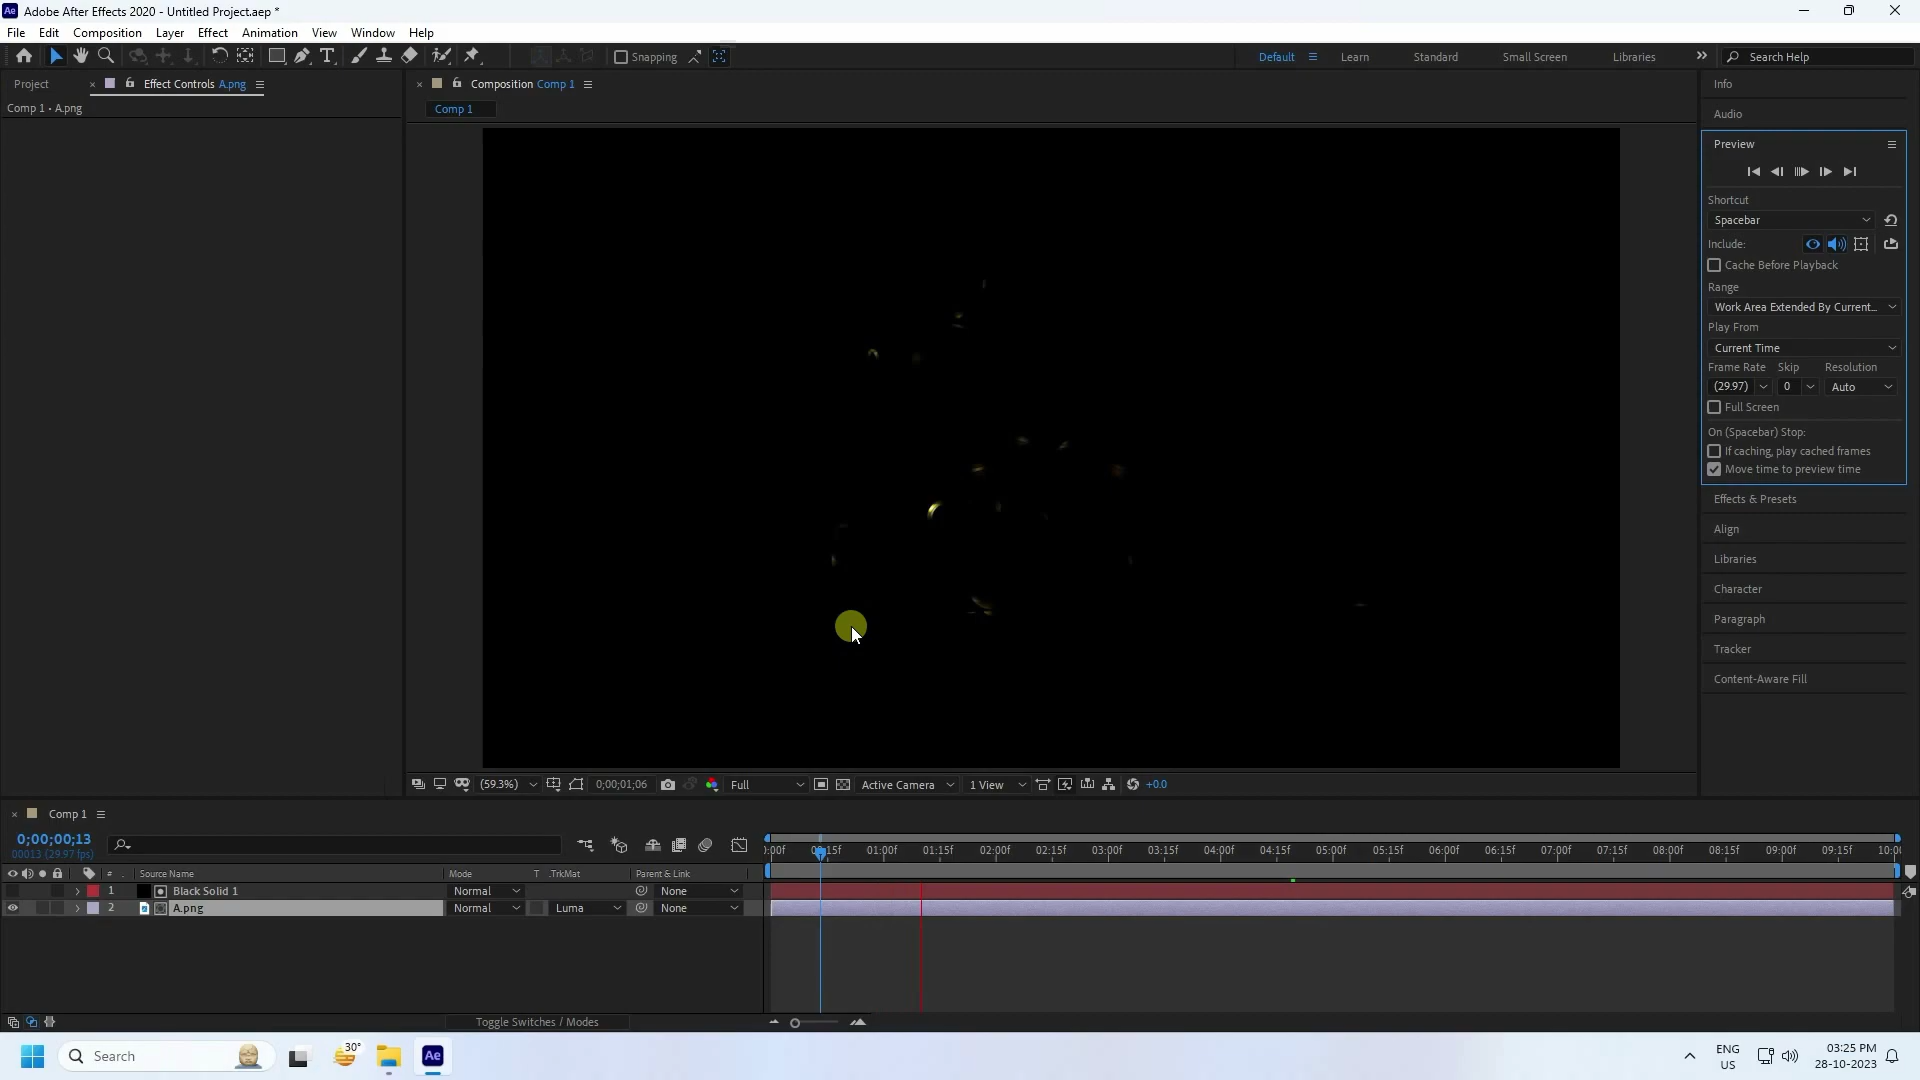 Ae Adobe After Effects 2020 - Untitled Project.aep *
File Edit Composition Layer Effect Animation View Window Help
Snapping Default Learn Standard Small Screen Libraries Search Help
Project Effect Controls A.png
Comp 1 • A.png
Composition Comp 1
Comp 1
Info
Audio
Preview
Shortcut
Spacebar
Include:
Cache Before Playback
Range
Work Area Extended By Current...
Play From
Current Time
Frame Rate Skip Resolution
(29.97) 0 Auto
Full Screen
On (Spacebar) Stop:
If caching, play cached frames
Move time to preview time
Effects & Presets
Align
Libraries
Character
Paragraph
Tracker
Content-Aware Fill
(59.3%) 0;00;01;06 Full Active Camera 1 View +0.0
Comp 1
0;00;00;13
00013 (29.97 fps)
:00f 00:15f 01:00f 01:15f 02:00f 02:15f 03:00f 03:15f 04:00f 04:15f 05:00f 05:15f 06:00f 06:15f 07:00f 07:15f 08:00f 08:15f 09:00f 09:15f 10:0
# Source Name Mode T .TrkMat Parent & Link
1 Black Solid 1 Normal None
2 A.png Normal Luma None
Toggle Switches / Modes
Search 30° Ae ENG US 03:25 PM 28-10-2023